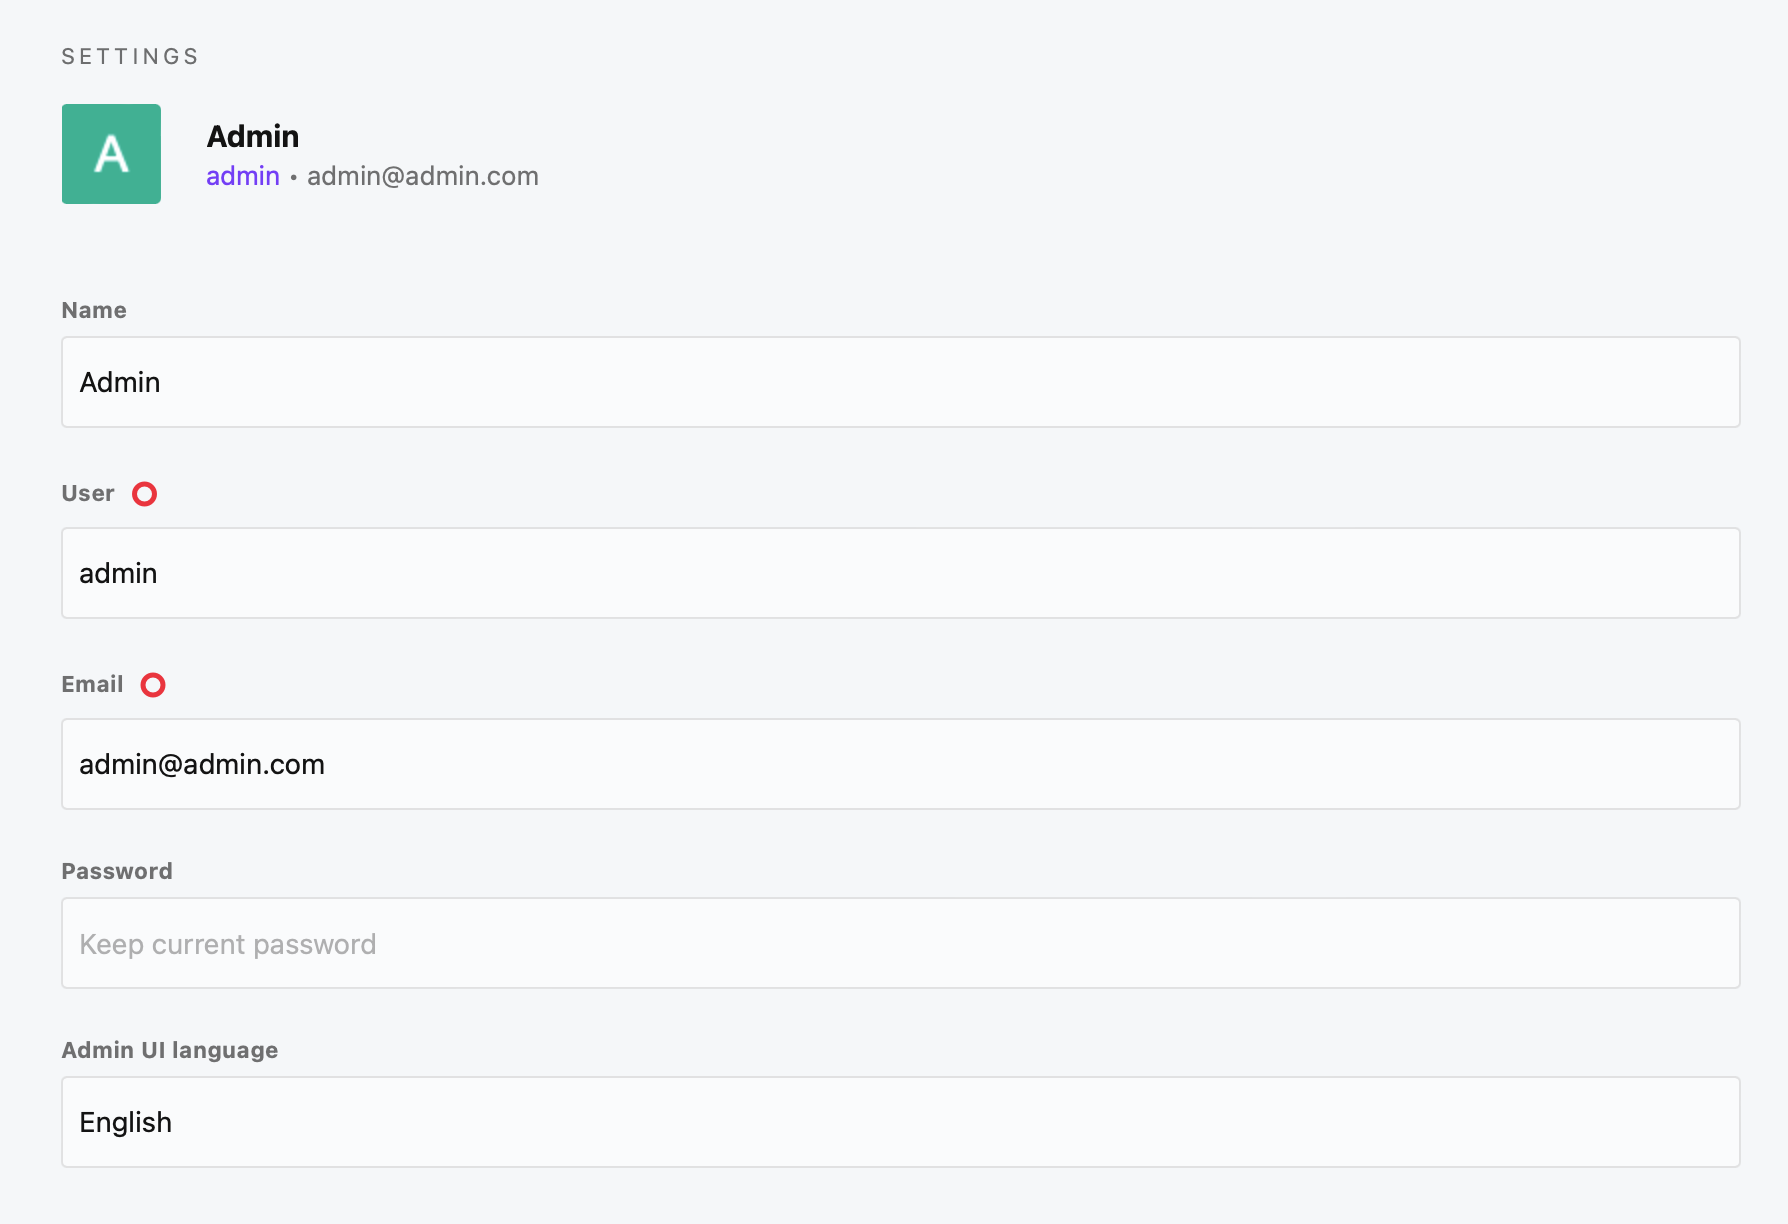 SETTINGS
A
Admin
admin • admin@admin.com
Name
Admin
User
admin
Email
admin@admin.com
Password
Keep current password
Admin UI language
English